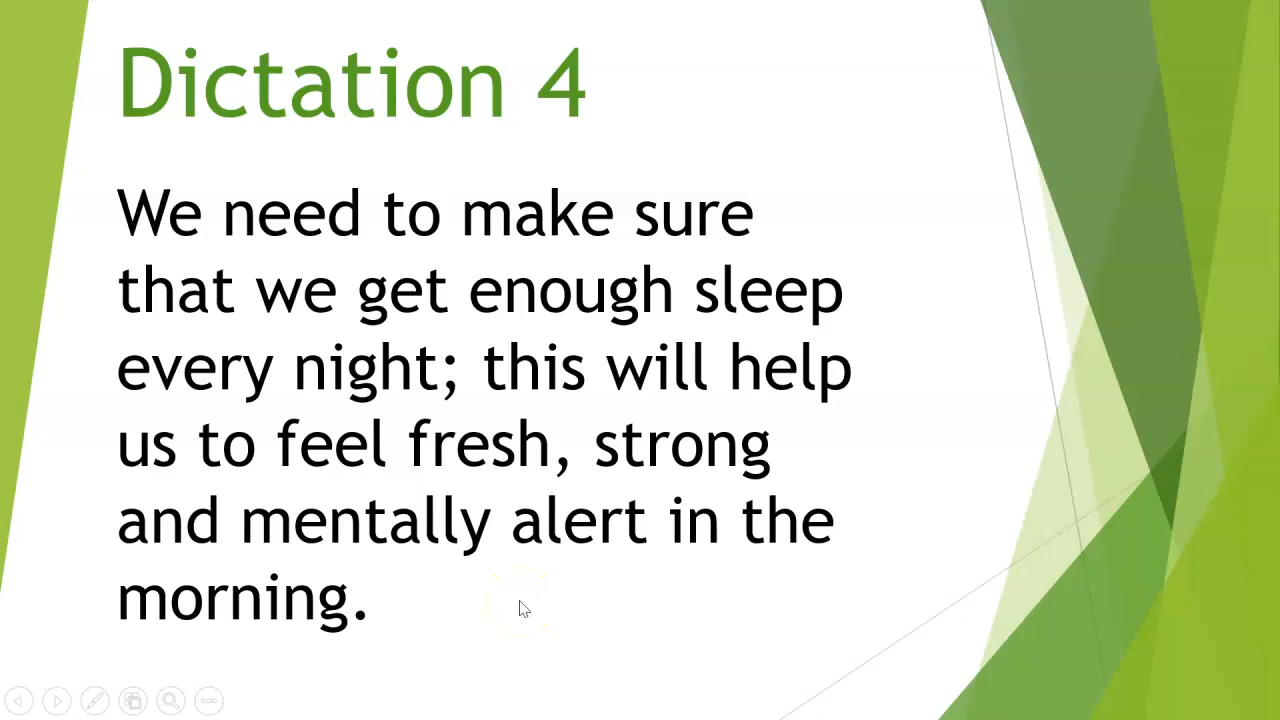 Dictation 4
We need to make sure
that we get enough sleep
every night; this will help
us to feel fresh, strong
and mentally alert in the
morning.